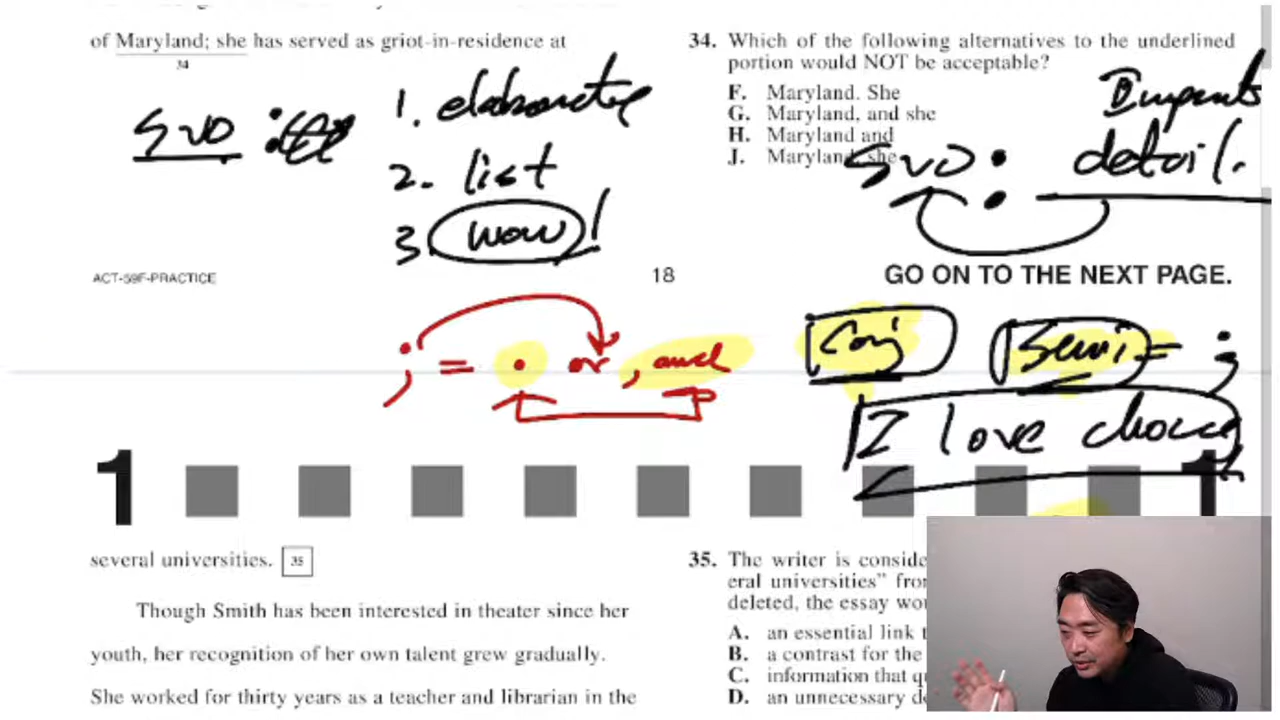 of Maryland; she has served as griot-in-residence at
34
SVO :
1. elaborative
2. list
3. wow!
34. Which of the following alternatives to the underlined
portion would NOT be acceptable?
F. Maryland. She
G. Maryland, and she
H. Maryland and
J. Maryland, she
SVO : detail.
ACT-59F-PRACTICE
18
GO ON TO THE NEXT PAGE.
; = . or , and
Conj Semi = ;
I love
1 1
several universities. 35
Though Smith has been interested in theater since her
youth, her recognition of her own talent grew gradually.
She worked for thirty years as a teacher and librarian in the
35. The writer is conside
eral universities” fro
deleted, the essay wo
A. an essential link t
B. a contrast for the
C. information that q
D. an unnecessary de